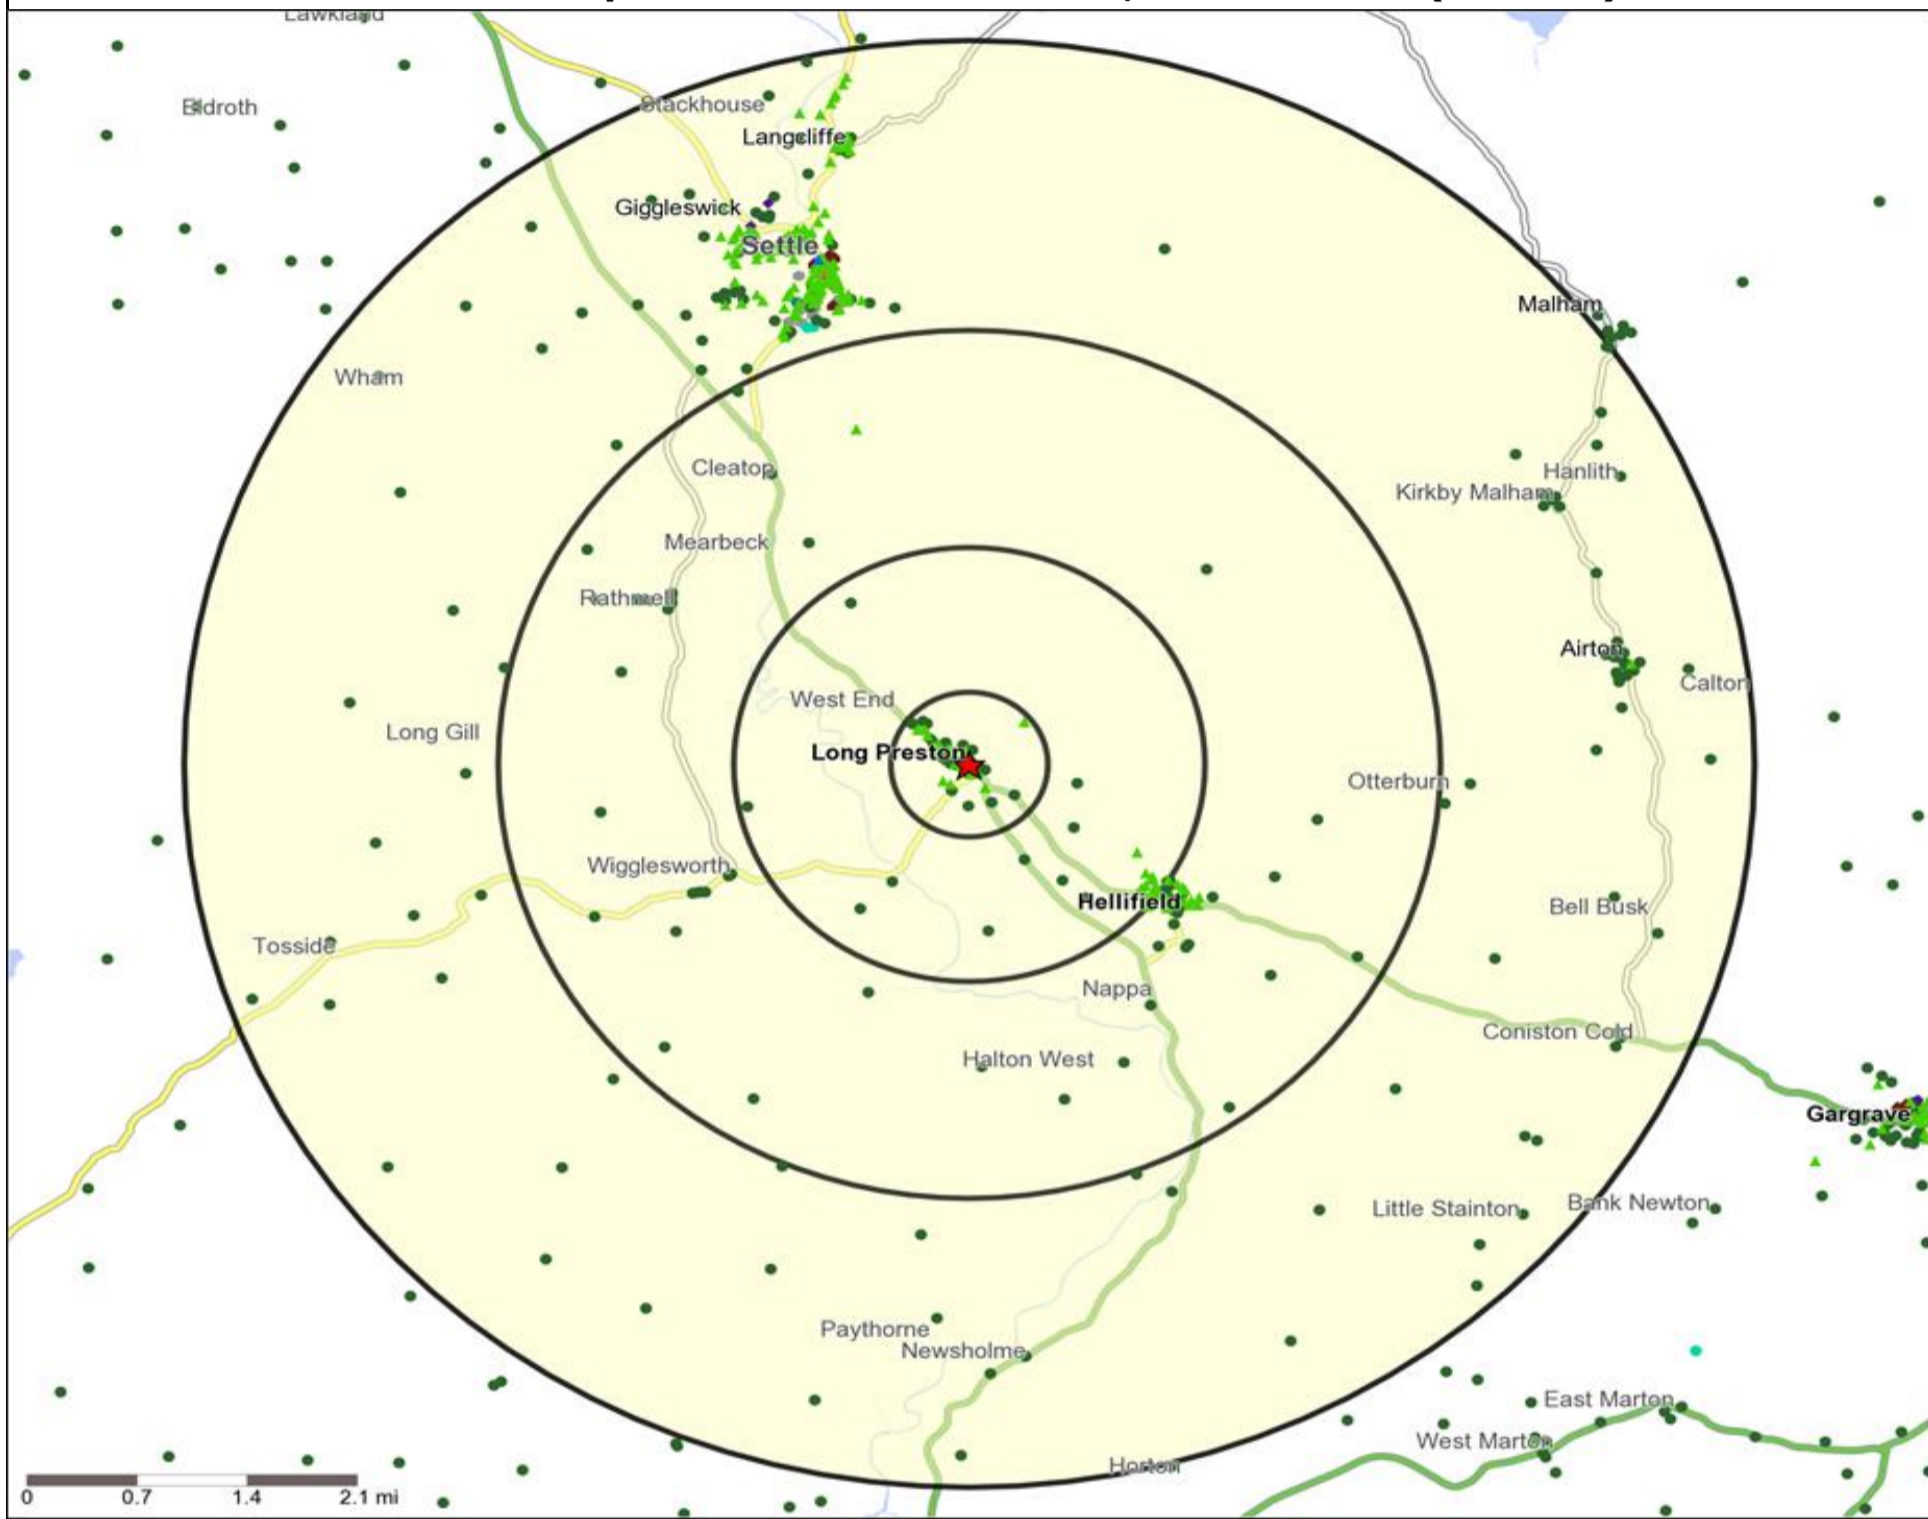 Lawkland
Eldroth
Stackhouse
Langcliffe
Giggleswick
Settle
Malham
Wham
Cleatop
Hanlith
Kirkby Malham
Mearbeck
Rathmell
Airton
Calton
West End
Long Gill
Long Preston
Otterburn
Wigglesworth
Hellifield
Bell Busk
Tosside
Nappa
Coniston Cold
Halton West
Gargrave
Little Stainton
Bank Newton
Paythorne
Newsholme
East Marton
West Marton
Horton
0 0.7 1.4 2.1 mi